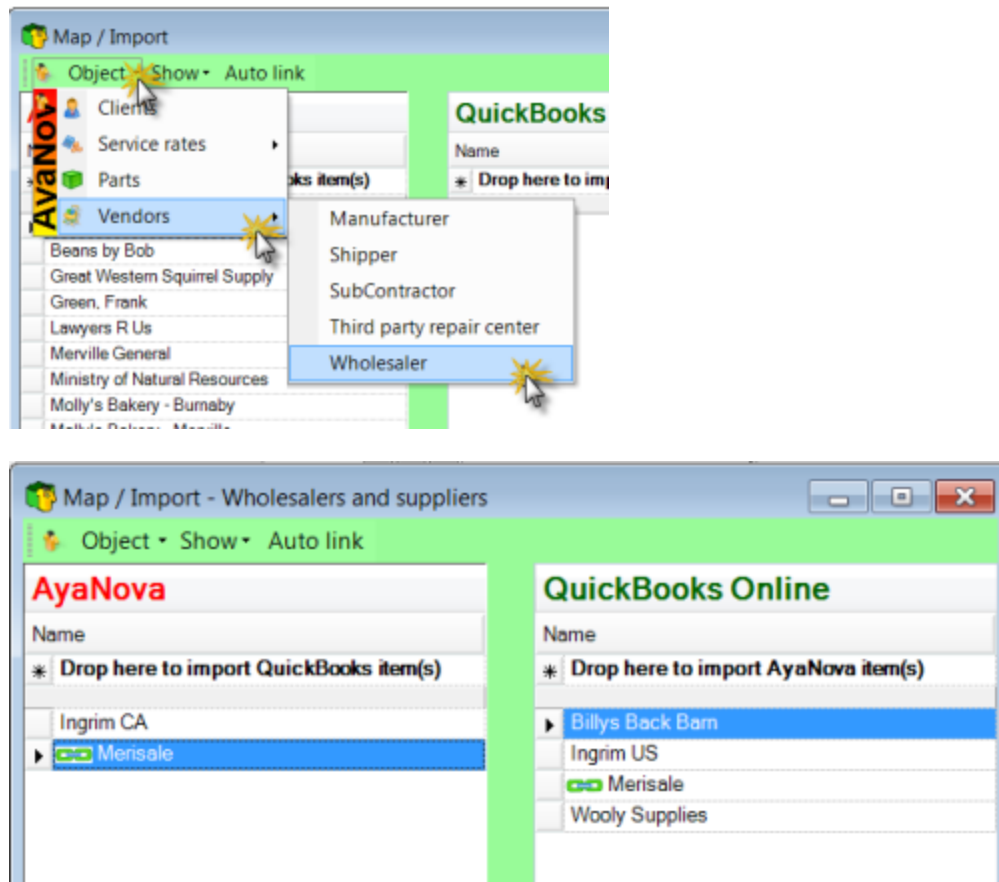 Map / Import
Object Show Auto link
Clients
QuickBooks
Service rates
Name
Parts
oks item(s)
Drop here to imp
AyaNova
Vendors
Manufacturer
Beans by Bob
Shipper
Great Western Squirrel Supply
SubContractor
Green, Frank
Lawyers R Us
Third party repair center
Merville General
Wholesaler
Ministry of Natural Resources
Molly's Bakery - Burnaby
Map / Import - Wholesalers and suppliers
Object Show Auto link
AyaNova
QuickBooks Online
Name
Name
Drop here to import QuickBooks item(s)
Drop here to import AyaNova item(s)
Ingrim CA
Billys Back Barn
Merisale
Ingrim US
Merisale
Wooly Supplies